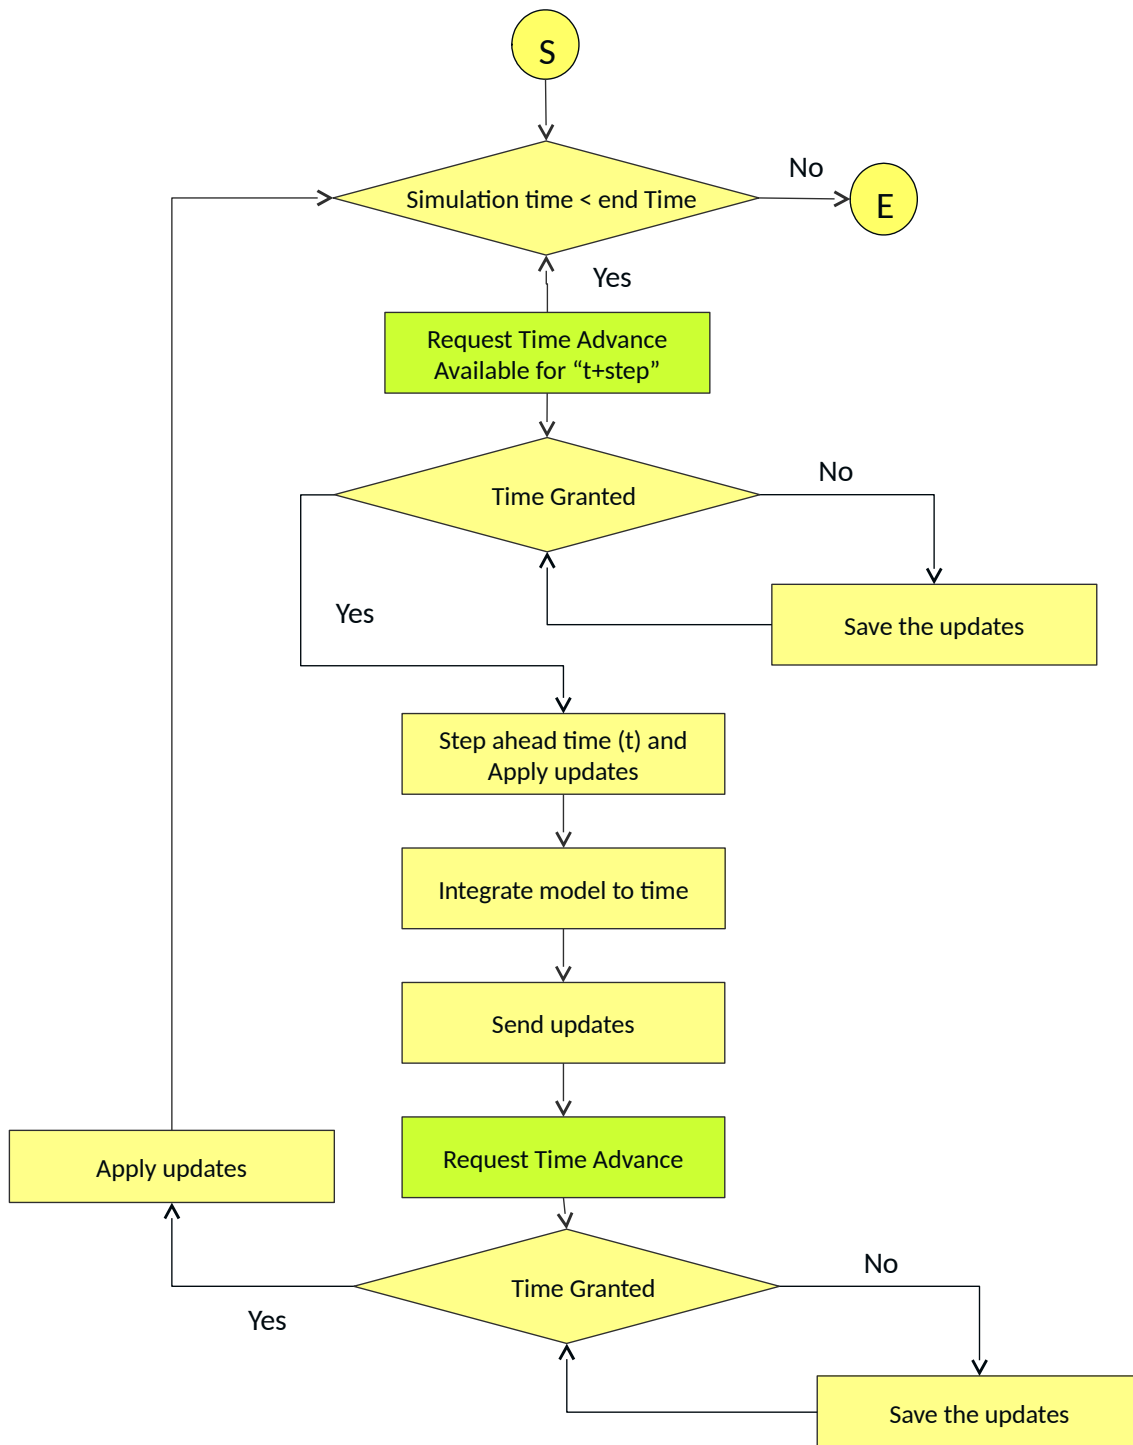 S
No
Simulation time < end Time
E
Yes
Request Time Advance
Available for “t+step”
No
Time Granted
Yes
Save the updates
Step ahead time (t) and
Apply updates
Integrate model to time
Send updates
Request Time Advance
Apply updates
No
Time Granted
Yes
Save the updates